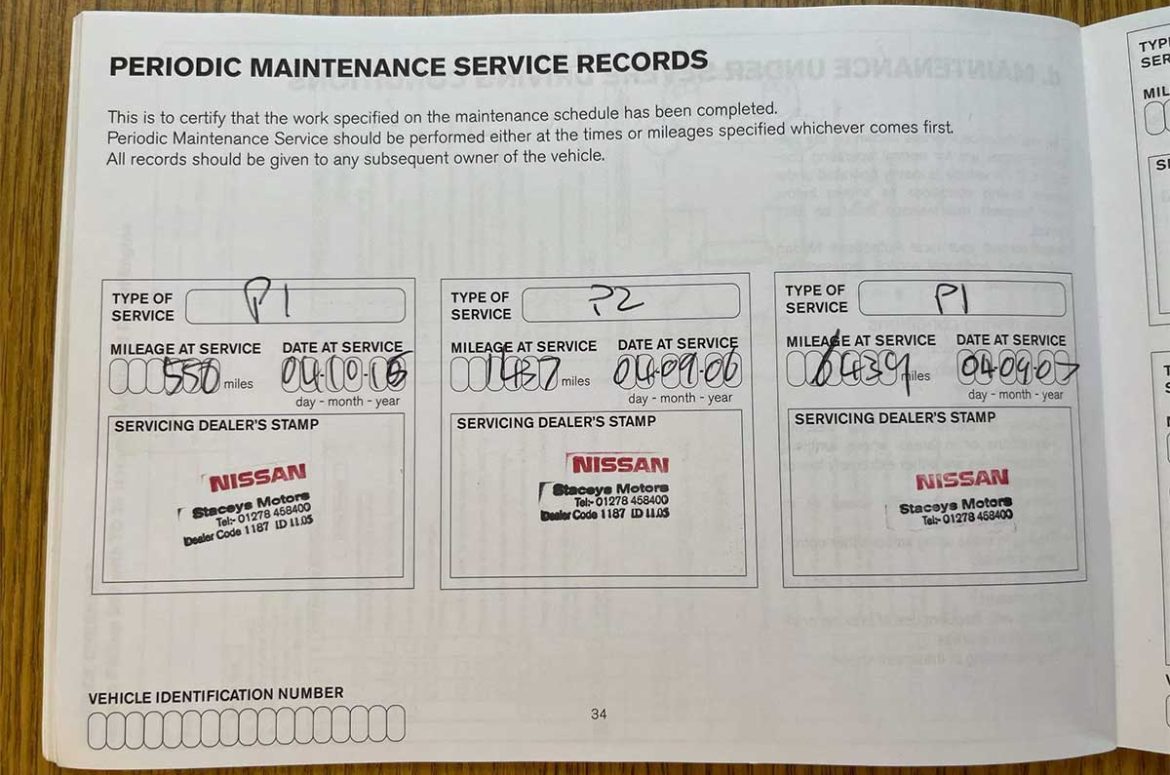 PERIODIC MAINTENANCE SERVICE RECORDS
This is to certify that the work specified on the maintenance schedule has been completed.
Periodic Maintenance Service should be performed either at the times or mileages specified whichever comes first.
All records should be given to any subsequent owner of the vehicle.
TYPE OF SERVICE P1
MILEAGE AT SERVICE DATE AT SERVICE
550 miles 04-10-
day - month - year
SERVICING DEALER'S STAMP
NISSAN
Staceys Motors
Tel:- 01278 458400
Dealer Code 1187 ID 11.05
TYPE OF SERVICE P2
MILEAGE AT SERVICE DATE AT SERVICE
1437 miles 04-09-06
day - month - year
SERVICING DEALER'S STAMP
NISSAN
Staceys Motors
Tel:- 01278 458400
Dealer Code 1187 ID 11.05
TYPE OF SERVICE P1
MILEAGE AT SERVICE DATE AT SERVICE
6439 miles 04-09-07
day - month - year
SERVICING DEALER'S STAMP
NISSAN
Staceys Motors
Tel:- 01278 458400
VEHICLE IDENTIFICATION NUMBER
34